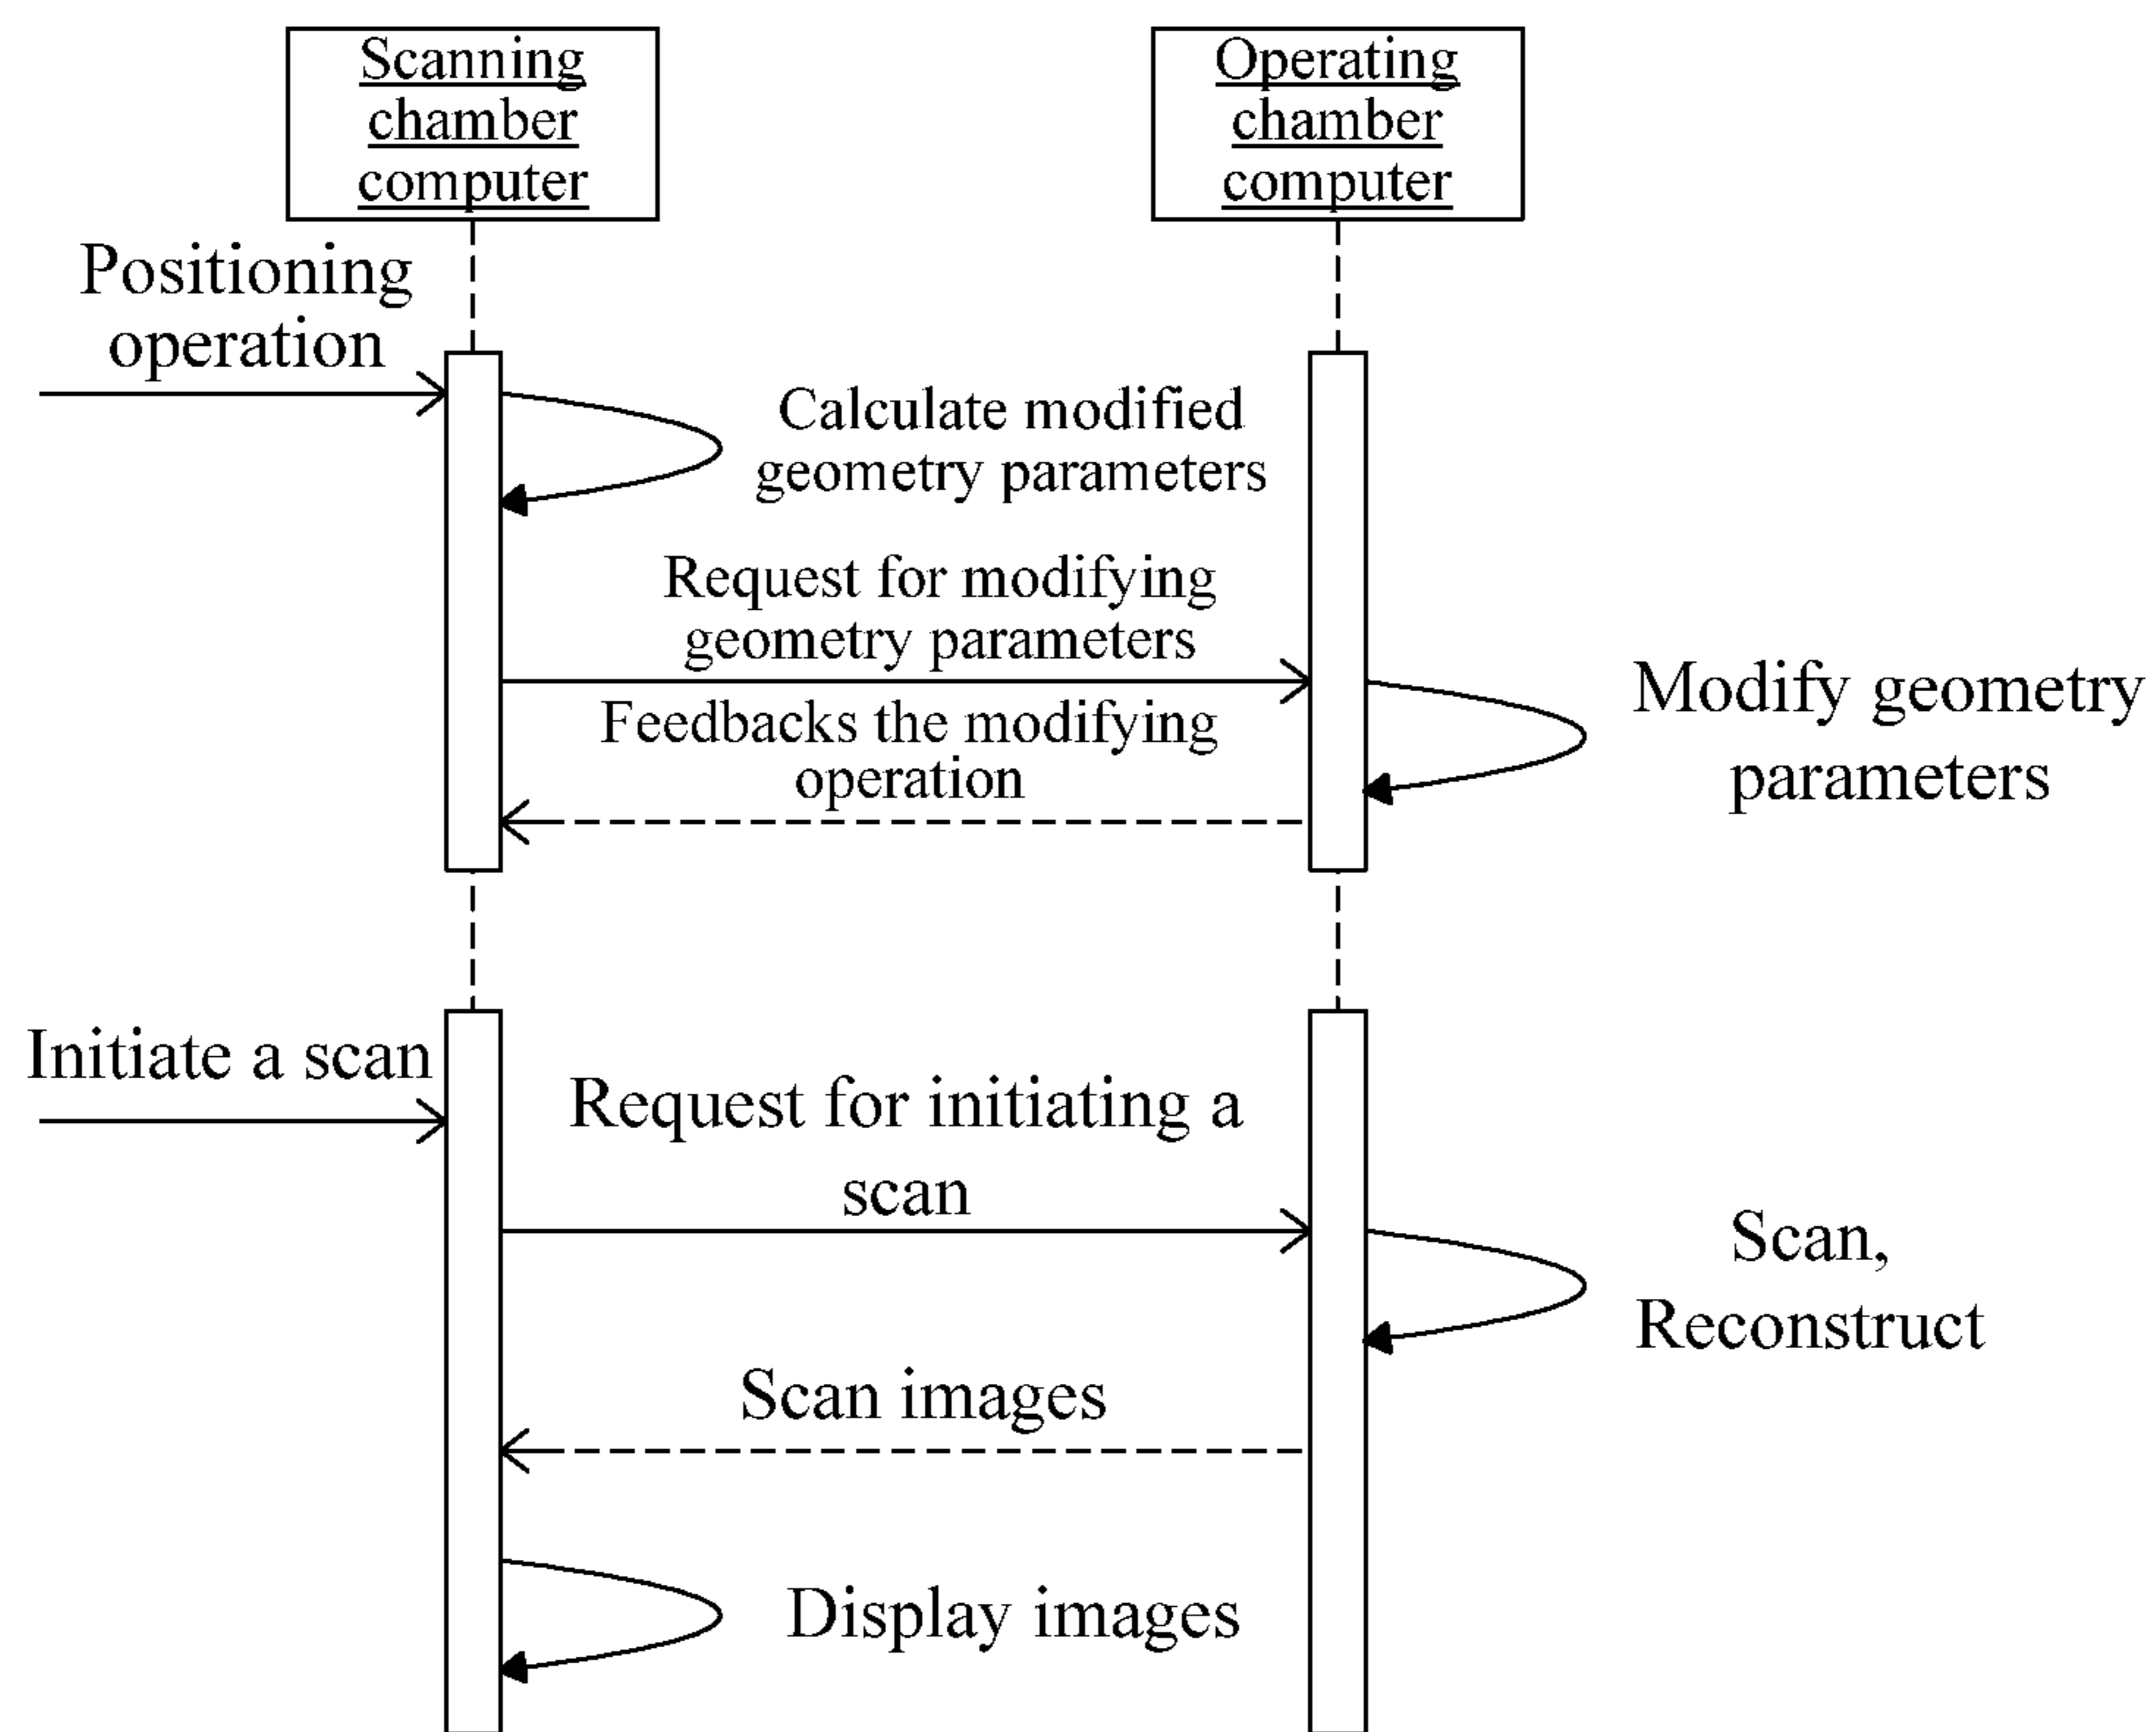 Scanning
chamber
computer
Operating
chamber
computer
Positioning
operation
Calculate modified
geometry parameters
Request for modifying
geometry parameters
Modify geometry
parameters
Feedbacks the modifying
operation
Initiate a scan
Request for initiating a
scan
Scan,
Reconstruct
Scan images
Display images